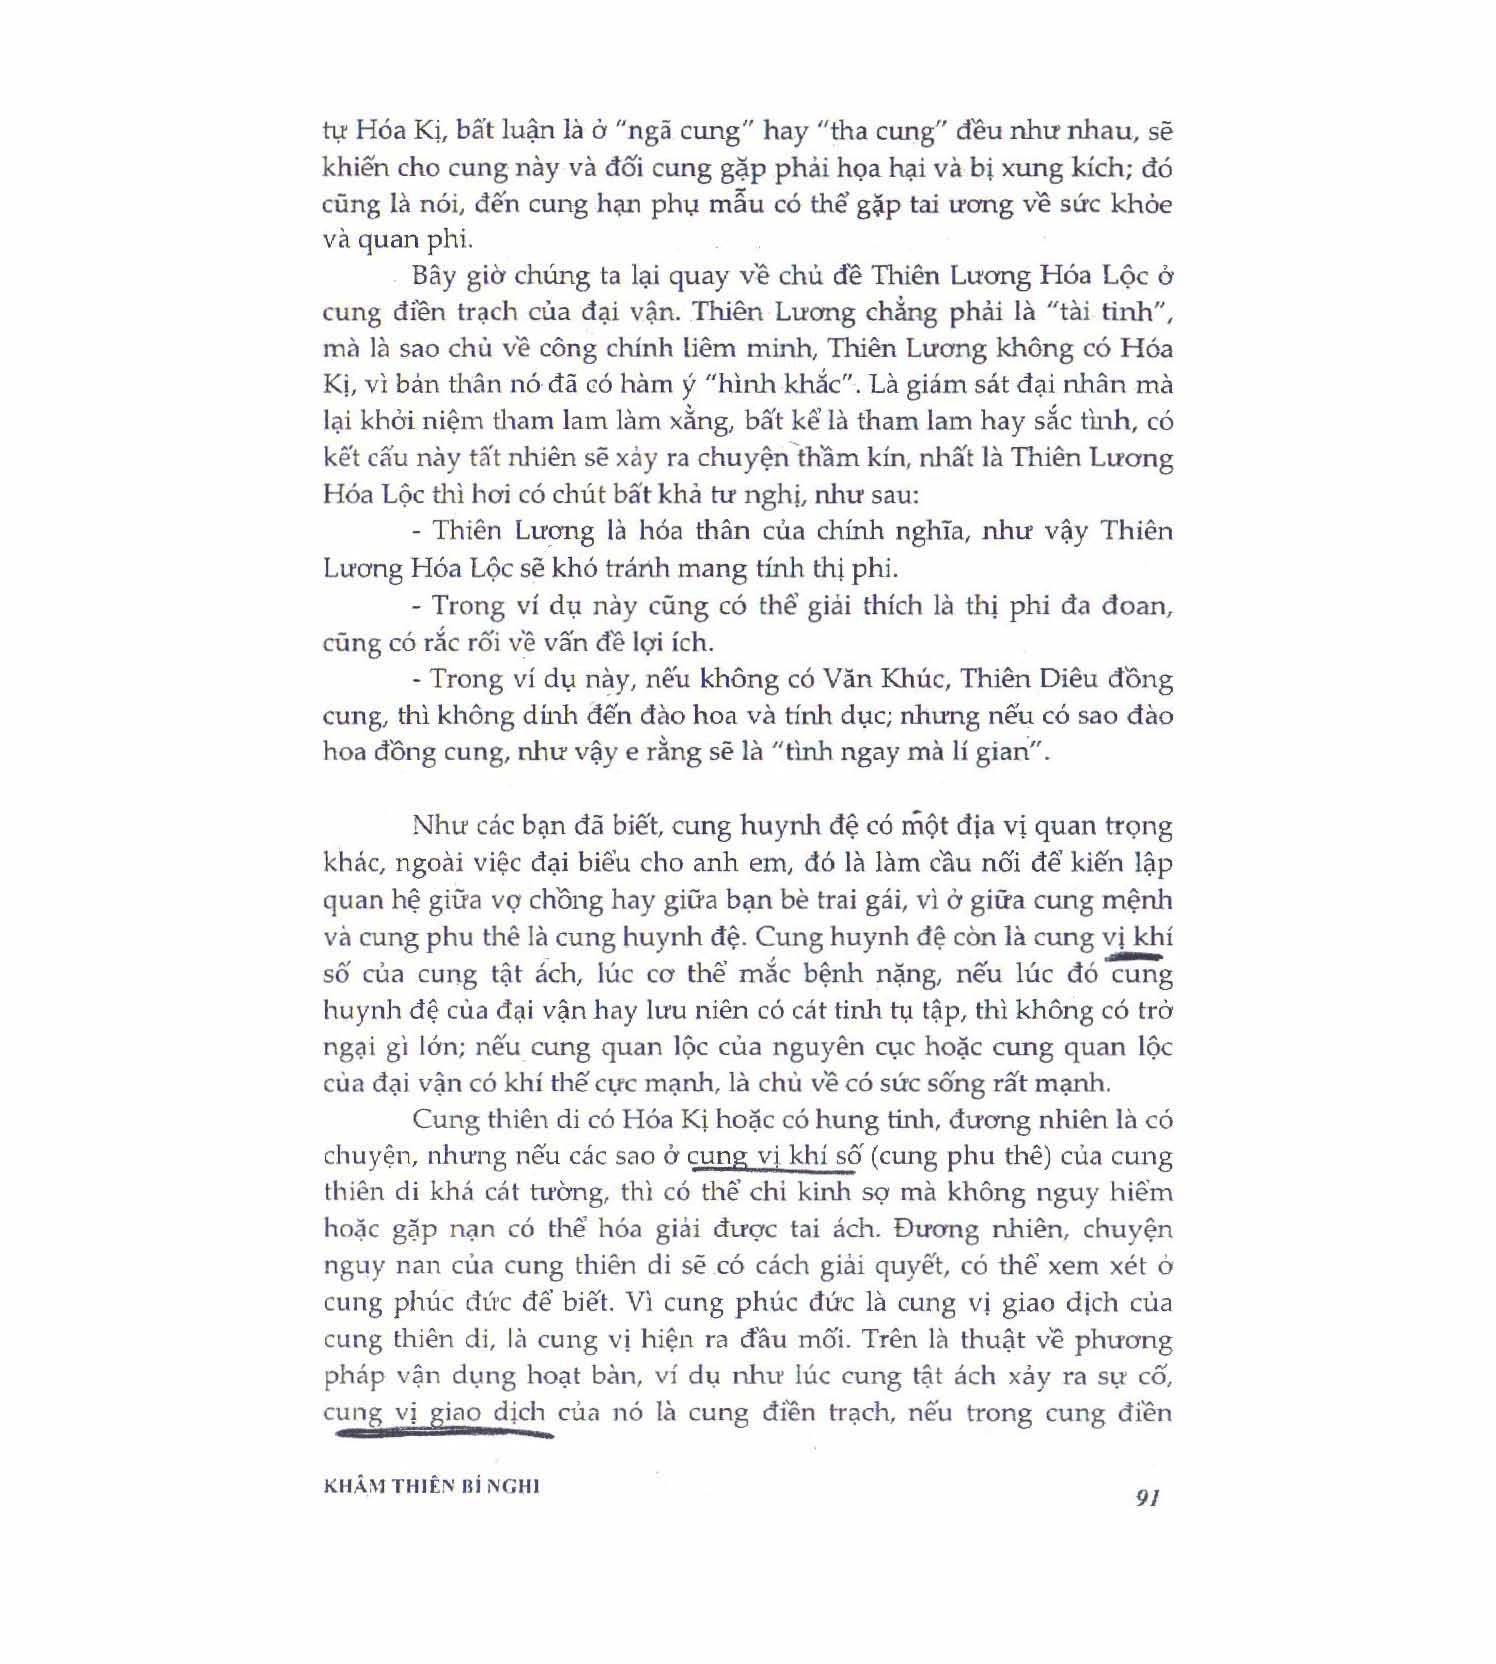 tự Hóa Kị, bất luận là ở "ngã cung" hay "tha cung" đều như nhau, sẽ
khiến cho cung này và đối cung gặp phải họa hại và bị xung kích; đó
cũng là nói, đến cung hạn phụ mẫu có thể gặp tai ương về sức khỏe
và quan phi.
Bây giờ chúng ta lại quay về chủ đề Thiên Lương Hóa Lộc ở
cung điền trạch của đại vận. Thiên Lương chẳng phải là "tài tinh",
mà là sao chủ về công chính liêm minh, Thiên Lương không có Hóa
Kị, vì bản thân nó đã có hàm ý "hình khắc". Là giám sát đại nhân mà
lại khởi niệm tham lam làm xằng, bất kể là tham lam hay sắc tình, có
kết cấu này tất nhiên sẽ xảy ra chuyện thầm kín, nhất là Thiên Lương
Hóa Lộc thì hơi có chút bất khả tư nghị, như sau:
- Thiên Lương là hóa thân của chính nghĩa, như vậy Thiên
Lương Hóa Lộc sẽ khó tránh mang tính thị phi.
- Trong ví dụ này cũng có thể giải thích là thị phi đa đoan,
cũng có rắc rối về vấn đề lợi ích.
- Trong ví dụ này, nếu không có Văn Khúc, Thiên Diêu đồng
cung, thì không dính đến đào hoa và tính dục; nhưng nếu có sao đào
hoa đồng cung, như vậy e rằng sẽ là "tình ngay mà lí gian".
Như các bạn đã biết, cung huynh đệ có một địa vị quan trọng
khác, ngoài việc đại biểu cho anh em, đó là làm cầu nối để kiến lập
quan hệ giữa vợ chồng hay giữa bạn bè trai gái, vì ở giữa cung mệnh
và cung phu thê là cung huynh đệ. Cung huynh đệ còn là cung vị khí
số của cung tật ách, lúc cơ thể mắc bệnh nặng, nếu lúc đó cung
huynh đệ của đại vận hay lưu niên có cát tinh tụ tập, thì không có trở
ngại gì lớn; nếu cung quan lộc của nguyên cục hoặc cung quan lộc
của đại vận có khí thế cực mạnh, là chủ về có sức sống rất mạnh.
Cung thiên di có Hóa Kị hoặc có hung tinh, đương nhiên là có
chuyện, nhưng nếu các sao ở cung vị khí số (cung phu thê) của cung
thiên di khá cát tường, thì có thể chỉ kinh sợ mà không nguy hiểm
hoặc gặp nạn có thể hóa giải được tai ách. Đương nhiên, chuyện
nguy nan của cung thiên di sẽ có cách giải quyết, có thể xem xét ở
cung phúc đức để biết. Vì cung phúc đức là cung vị giao dịch của
cung thiên di, là cung vị hiện ra đầu mối. Trên là thuật về phương
pháp vận dụng hoạt bàn, ví dụ như lúc cung tật ách xảy ra sự cố,
cung vị giao dịch của nó là cung điền trạch, nếu trong cung điền
KHÂM THIÊN BÍ NGHI
91